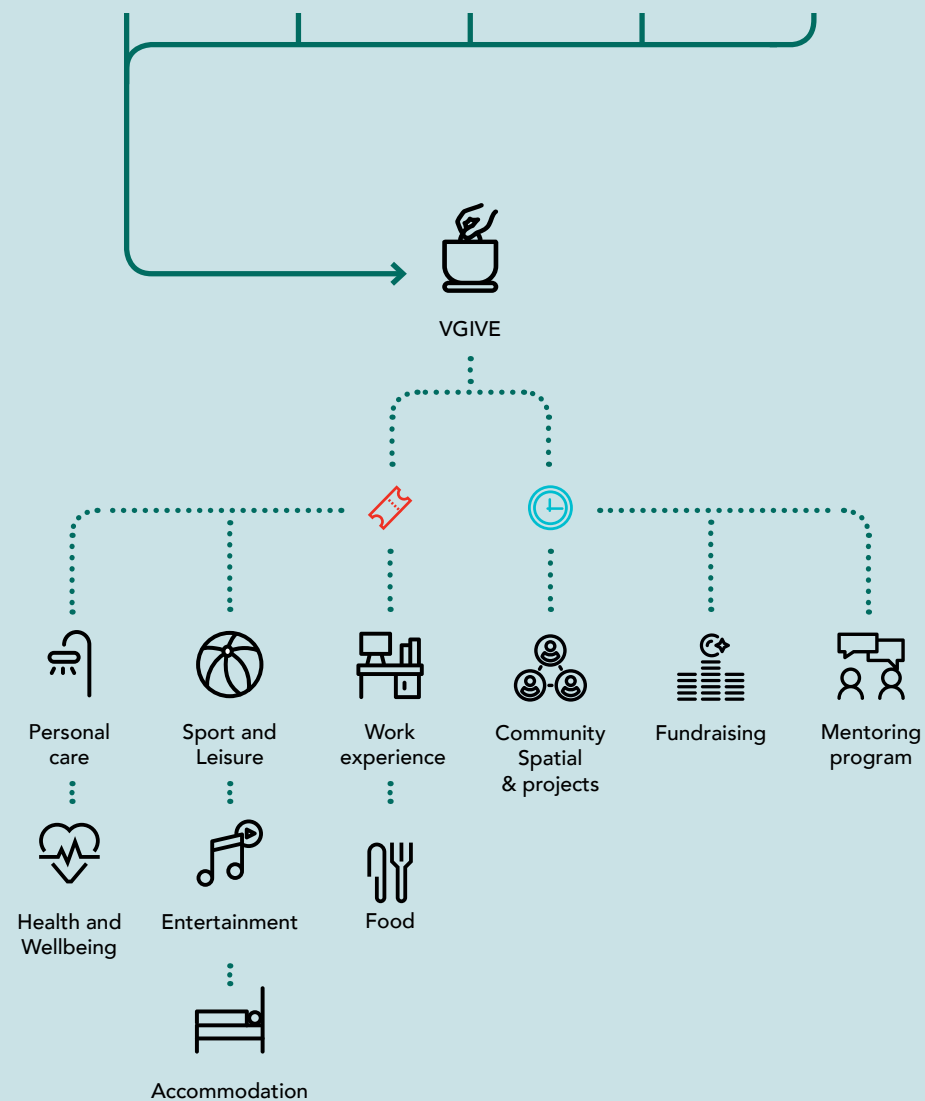 VGIVE
Personal
care
Sport and
Leisure
Work
experience
Community
Spatial
& projects
Fundraising
Mentoring
program
Health and
Wellbeing
Entertainment
Food
Accommodation